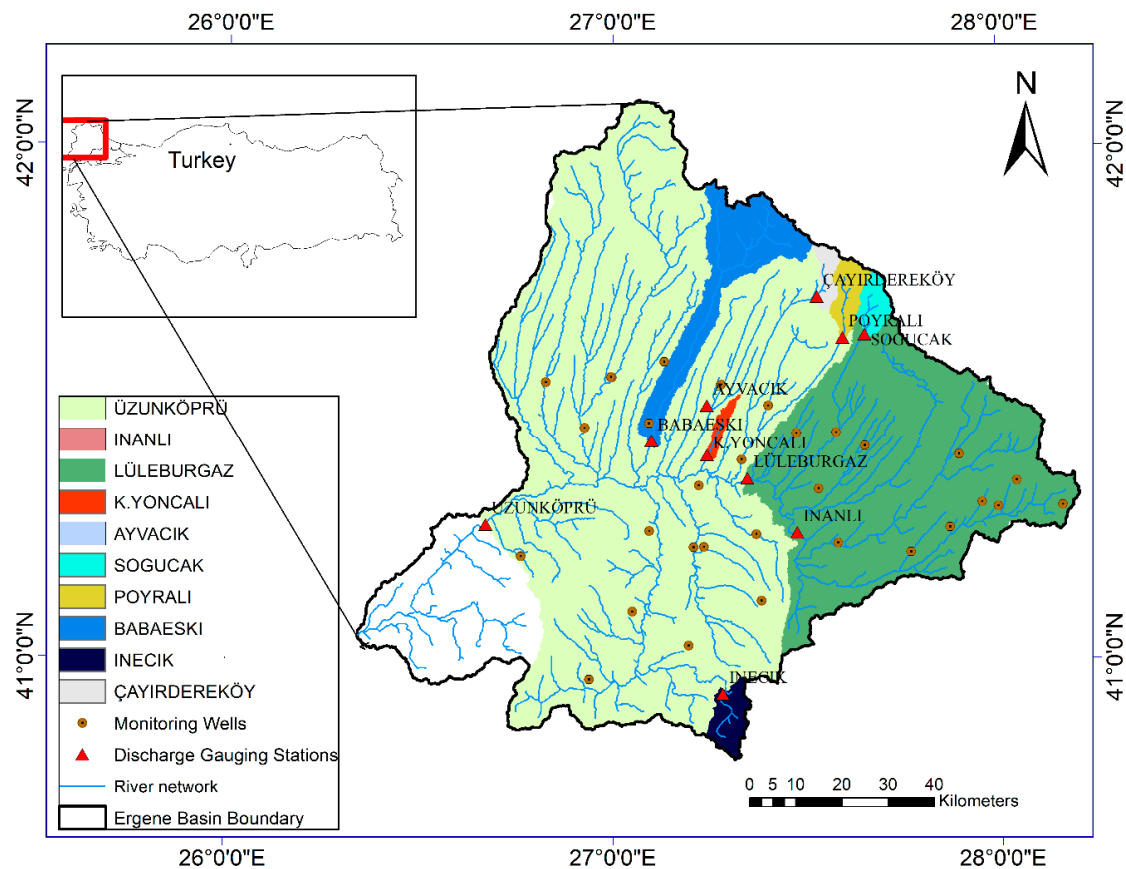 26°0'0"E
27°0'0"E
28°0'0"E
42°0'0"N
42°0'0"N
N
Turkey
ÇAYIRDEREKÖY
POYRALI
SOGUCAK
AYVACIK
BABAESKI
K.YONCALI
LÜLEBURGAZ
UZUNKÖPRÜ
INANLI
INECIK
ÜZUNKÖPRÜ
INANLI
LÜLEBURGAZ
K.YONCALI
AYVACIK
SOGUCAK
POYRALI
BABAESKI
INECIK
ÇAYIRDEREKÖY
Monitoring Wells
Discharge Gauging Stations
River network
Ergene Basin Boundary
41°0'0"N
41°0'0"N
0 5 10 20 30 40
Kilometers
26°0'0"E
27°0'0"E
28°0'0"E